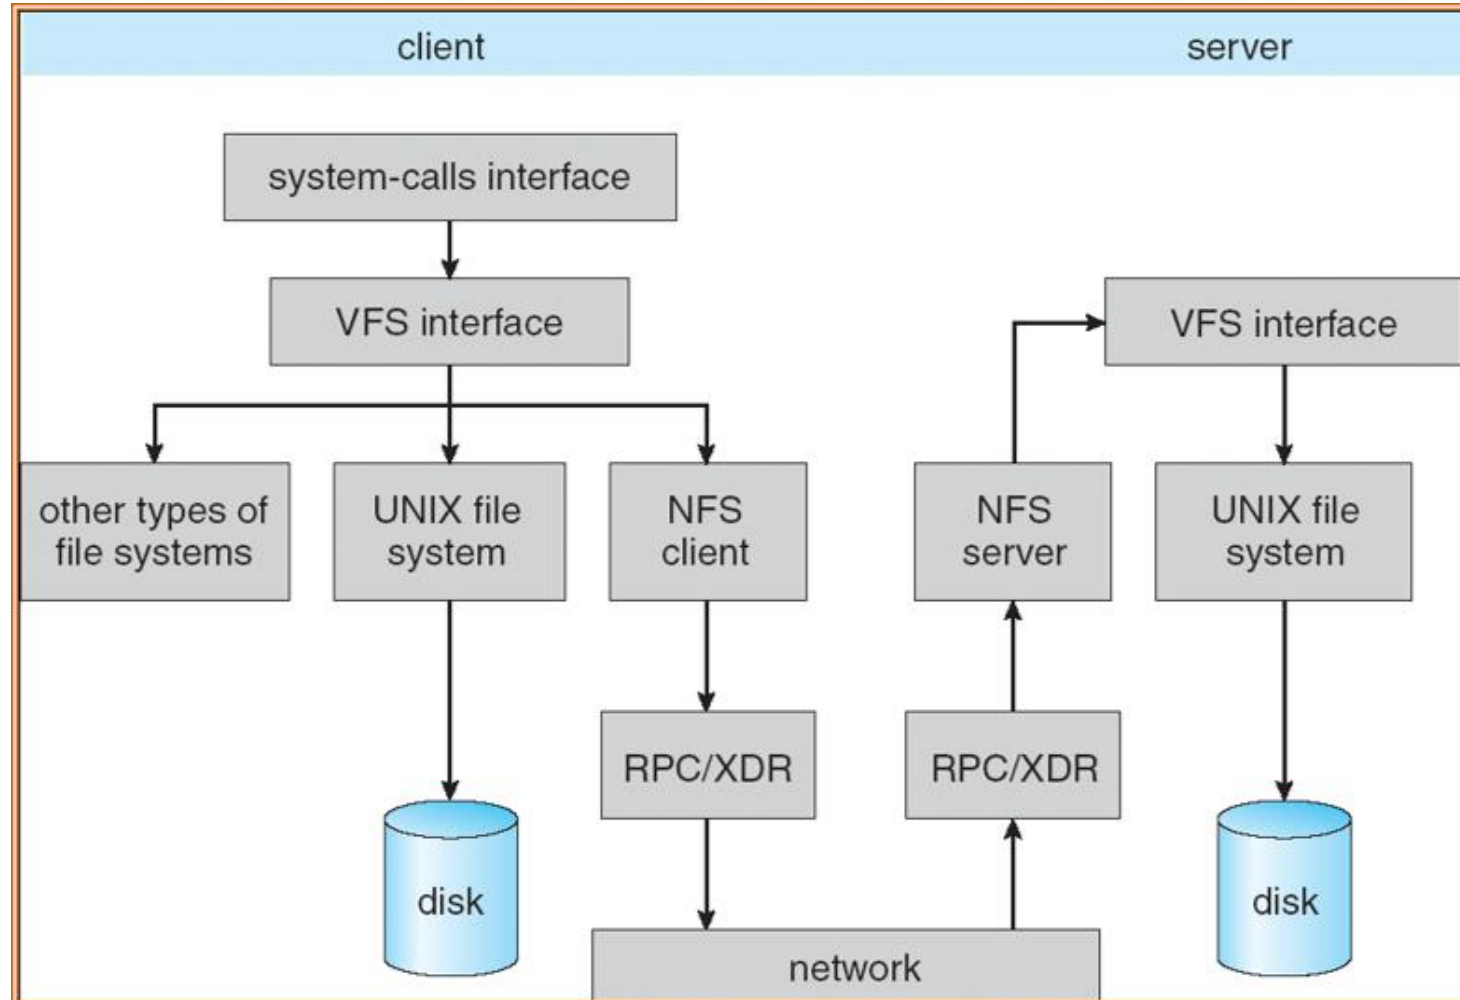 client
server
system-calls interface
VFS interface
VFS interface
other types of
file systems
UNIX file
system
NFS
client
NFS
server
UNIX file
system
RPC/XDR
RPC/XDR
disk
disk
network